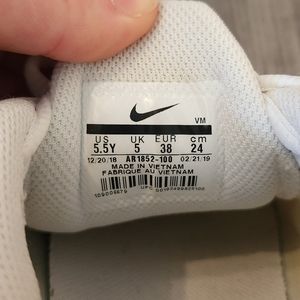 VM
US UK EUR cm
5.5Y 5 38 24
12/20/18 AR1852-100 02/21/19
MADE IN VIETNAM
FABRIQUE AU VIETNAM